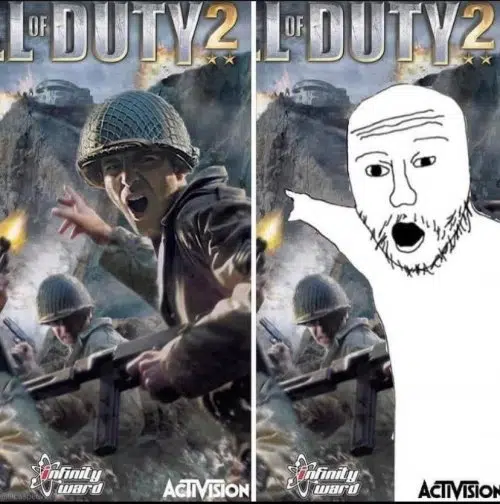 L OF DUTY 2
L OF DUTY 2
infinity
ward
ACTIVISION
infinity
ward
ACTIVISION